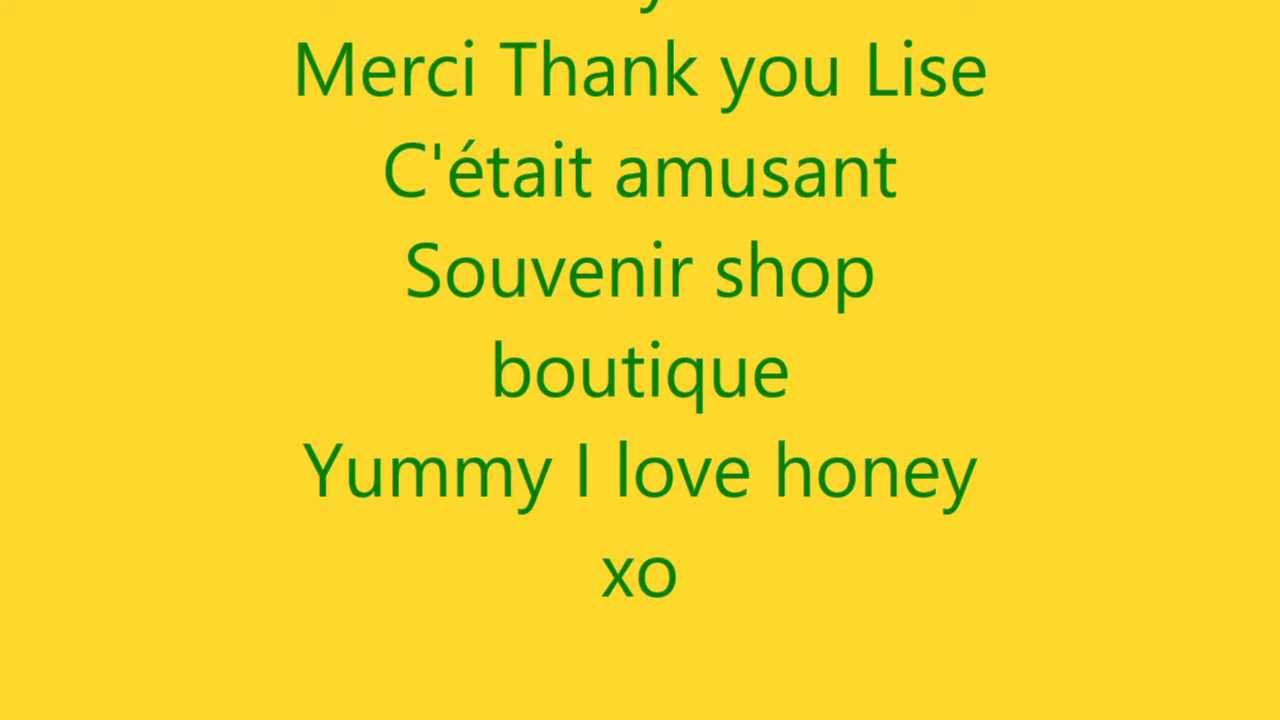 Merci Thank you Lise
C'était amusant
Souvenir shop
boutique
Yummy I love honey
xo